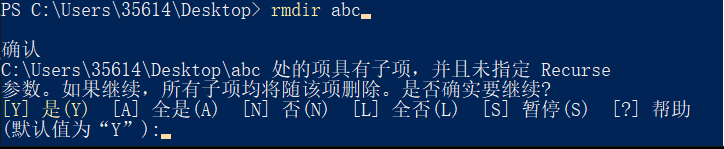 PS C:\Users\35614\Desktop> rmdir abc
确认
C:\Users\35614\Desktop\abc 处的项具有子项，并且未指定 Recurse
参数。如果继续，所有子项均将随该项删除。是否确实要继续?
[Y] 是(Y)  [A] 全是(A)  [N] 否(N)  [L] 全否(L)  [S] 暂停(S)  [?] 帮助
(默认值为“Y”):